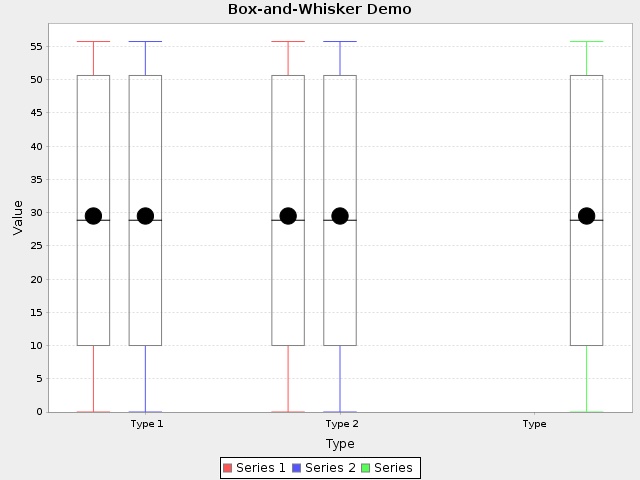 Box-and-Whisker Demo
Value
55
50
45
40
35
30
25
20
15
10
5
0
Type 1
Type 2
Type
Type
Series 1
Series 2
Series